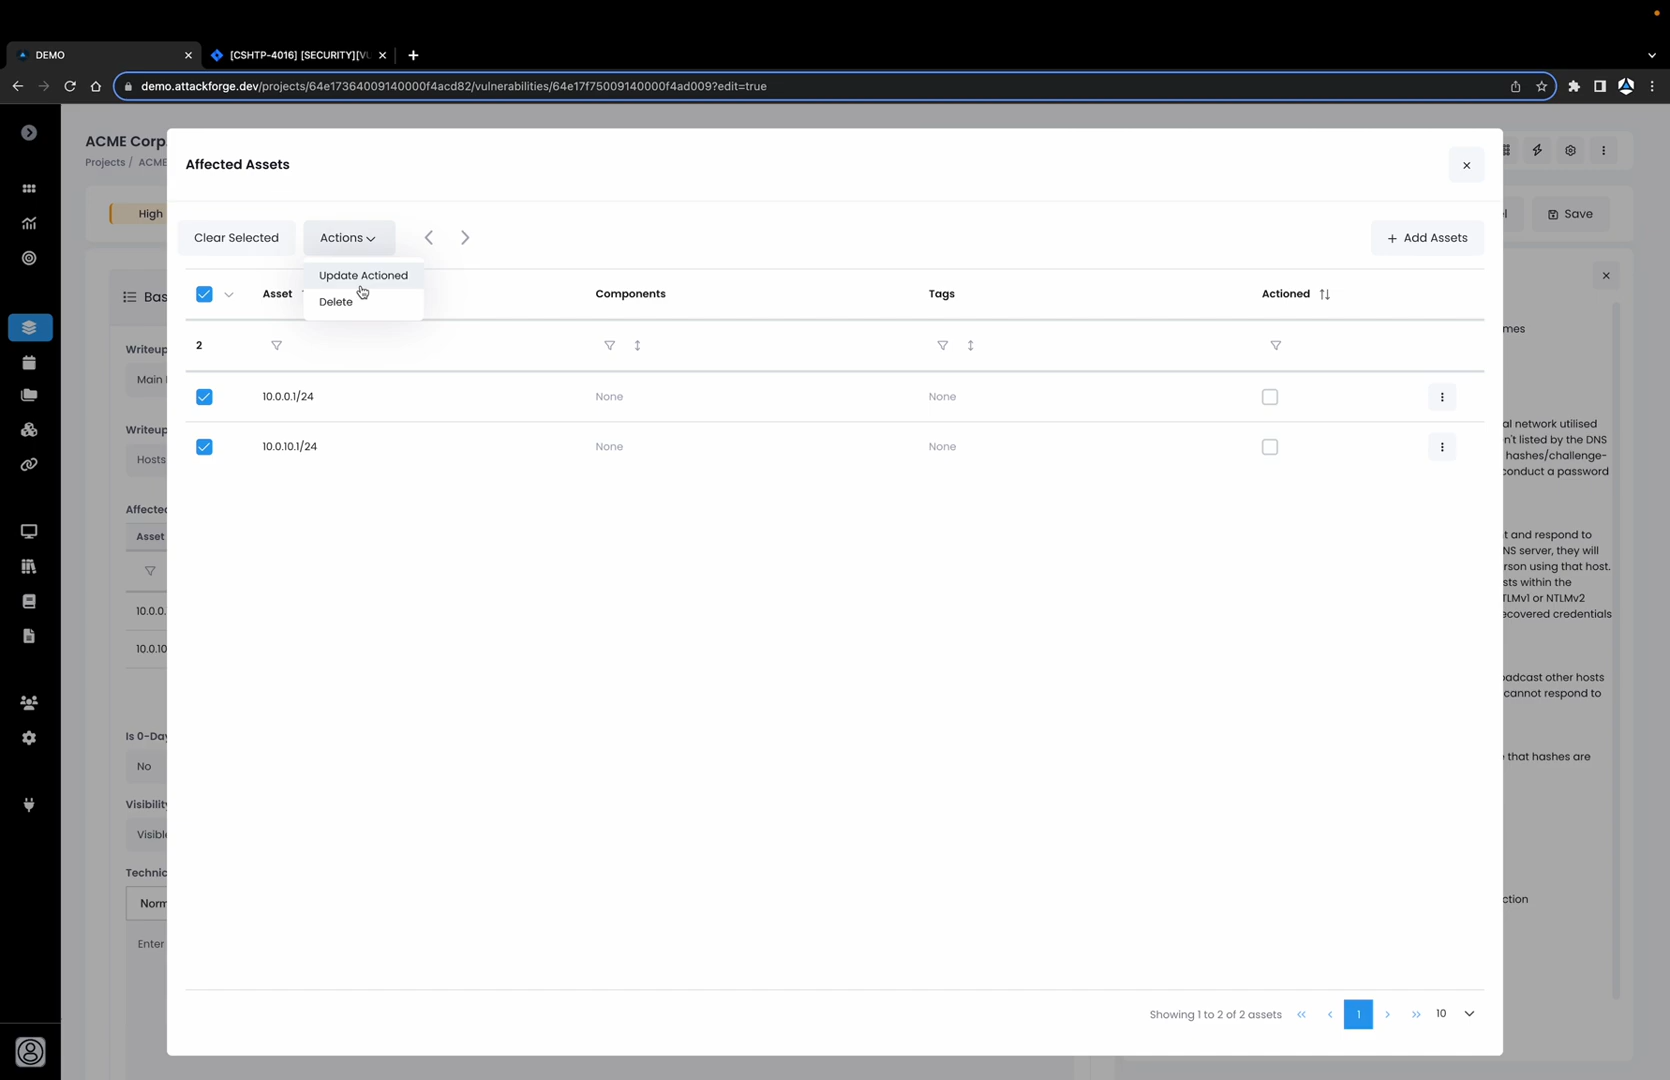 DEMO
[CSHTP-4016] [SECURITY][VU
demo.attackforge.dev/projects/64e17364009140000f4acd82/vulnerabilities/64e17f75009140000f4ad009?edit=true
ACME Corp
Projects / ACME
High
Save
Affected Assets
Clear Selected
Actions
+ Add Assets
Update Actioned
Delete
Asset
Components
Tags
Actioned
2
10.0.0.1/24
None
None
10.0.10.1/24
None
None
Showing 1 to 2 of 2 assets
1
10
Bas
Writeup
Main
Writeup
Hosts
Affected
Asset
10.0.0.
10.0.10
Is 0-Day
No
Visibility
Visible
Technic
Norm
Enter
mes
al network utilised
n't listed by the DNS
hashes/challenge-
conduct a password
t and respond to
NS server, they will
rson using that host.
sts within the
TLMv1 or NTLMv2
ecovered credentials
adcast other hosts
cannot respond to
that hashes are
ction